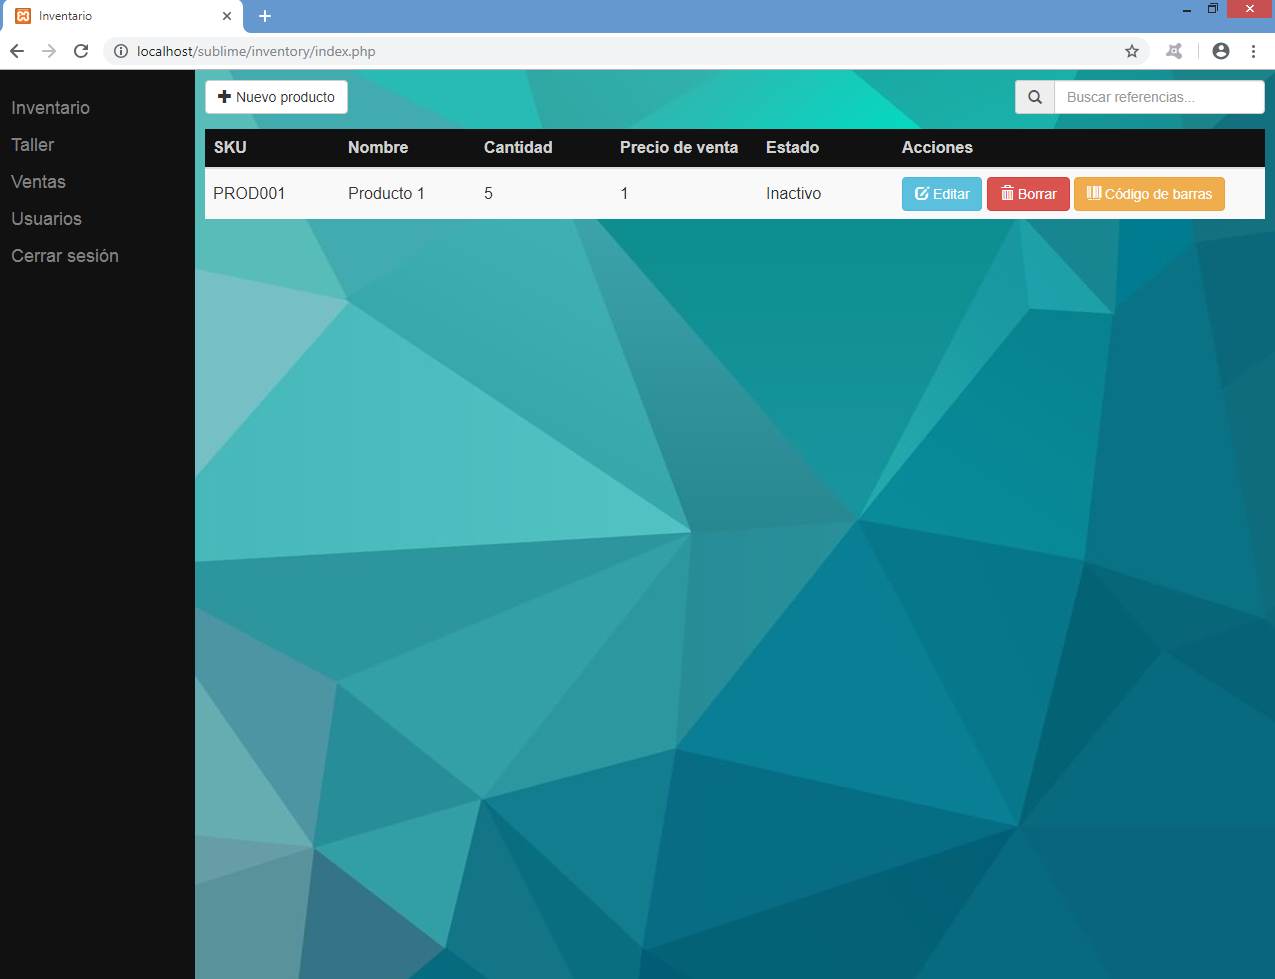 Inventario
localhost/sublime/inventory/index.php
Inventario
Taller
Ventas
Usuarios
Cerrar sesión
Nuevo producto
Buscar referencias...
SKU Nombre Cantidad Precio de venta Estado Acciones
PROD001 Producto 1 5 1 Inactivo Editar Borrar Código de barras